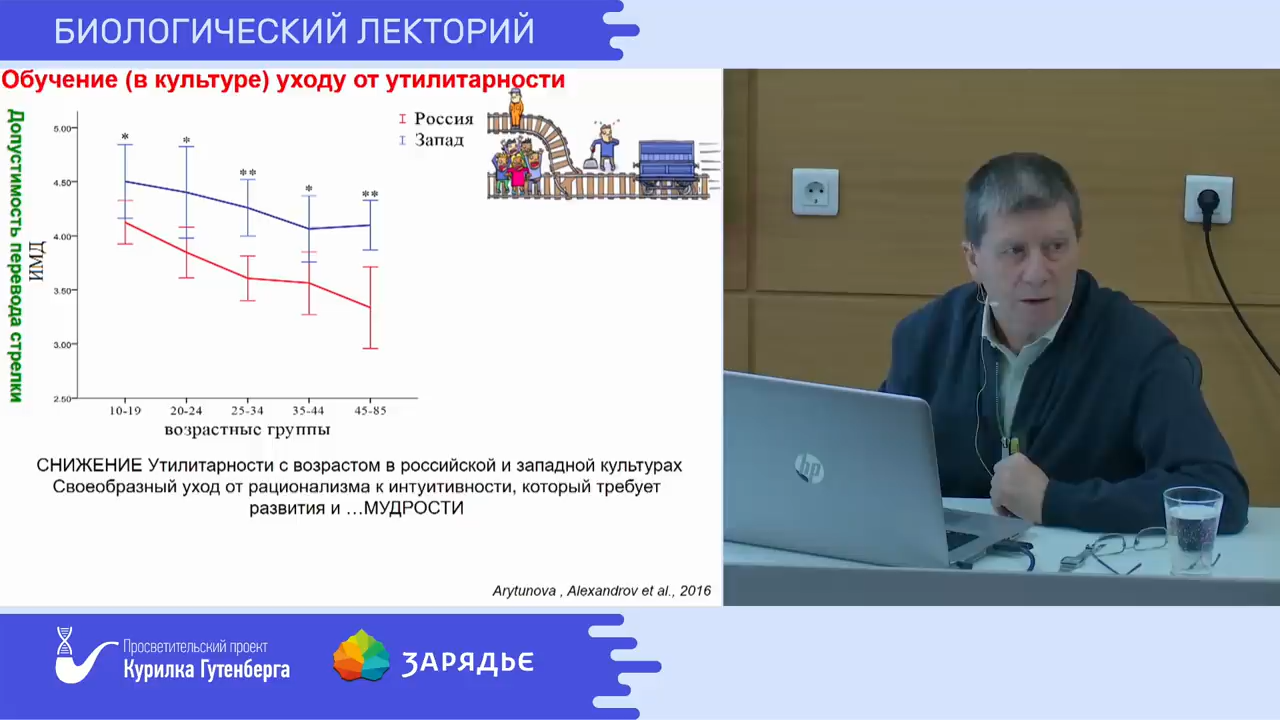 БИОЛОГИЧЕСКИЙ ЛЕКТОРИЙ
Обучение (в культуре) уходу от утилитарности
Допустимость перевода стрелки
ИМД
5.00
4.50
4.00
3.50
3.00
2.50
* * ** * **
Россия
Запад
10-19 20-24 25-34 35-44 45-85
возрастные группы
СНИЖЕНИЕ Утилитарности с возрастом в российской и западной культурах
Своеобразный уход от рационализма к интуитивности, который требует
развития и ...МУДРОСТИ
Arytunova , Alexandrov et al., 2016
hp
Просветительский проект
Курилка Гутенберга
ЗАРЯДЬЕ